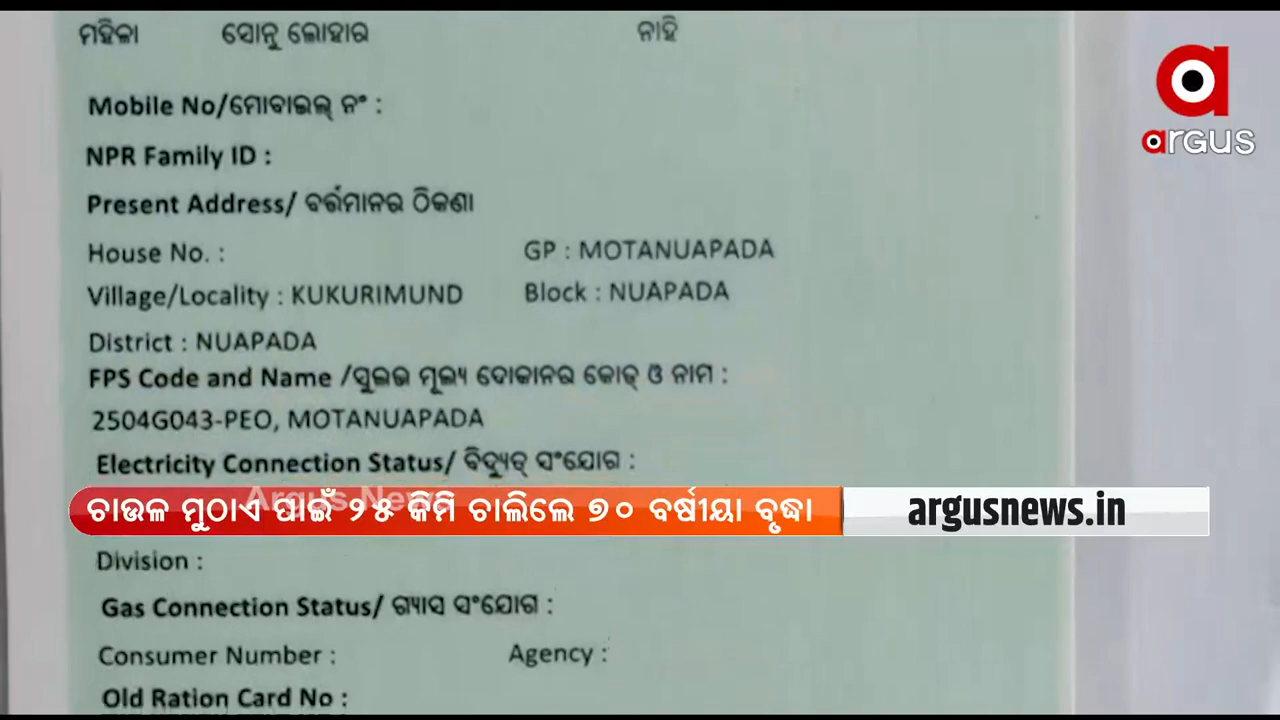 ମହିଳା ସୋନୁ ଲୋହାର ନାହି
argus
Mobile No/ମୋବାଇଲ୍ ନଂ :
NPR Family ID :
Present Address/ ବର୍ତ୍ତମାନର ଠିକଣା
House No. : GP : MOTANUAPADA
Village/Locality : KUKURIMUND Block : NUAPADA
District : NUAPADA
FPS Code and Name /ସୁଲଭ ମୂଲ୍ୟ ଦୋକାନର କୋଡ୍ ଓ ନାମ :
2504G043-PEO, MOTANUAPADA
Electricity Connection Status/ ବିଦ୍ୟୁତ୍ ସଂଯୋଗ :
Argus News
ଚାଉଳ ମୁଠାଏ ପାଇଁ ୨୫ କିମି ଚାଲିଲେ ୭୦ ବର୍ଷୀୟା ବୃଦ୍ଧା argusnews.in
Division :
Gas Connection Status/ ଗ୍ୟାସ ସଂଯୋଗ :
Consumer Number : Agency :
Old Ration Card No :